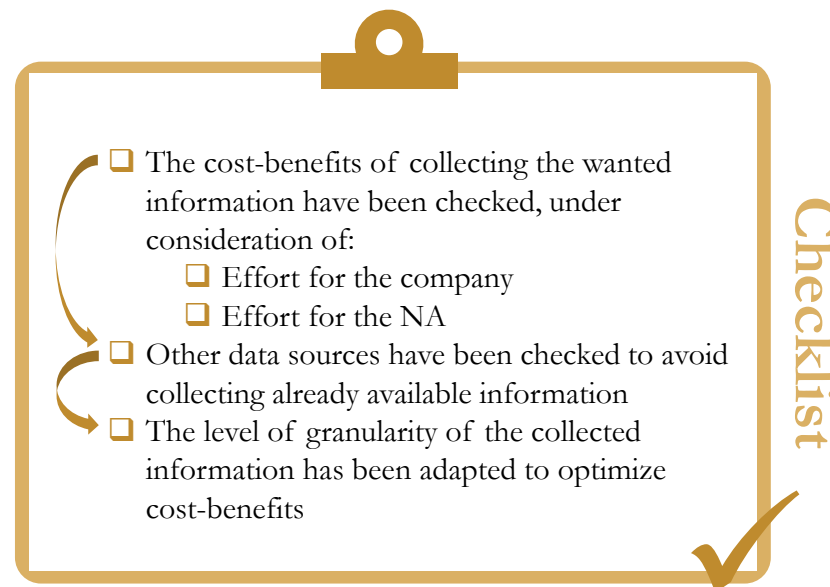 ❑ The cost-benefits of collecting the wanted
information have been checked, under
consideration of:
❑ Effort for the company
❑ Effort for the NA
❑ Other data sources have been checked to avoid
collecting already available information
❑ The level of granularity of the collected
information has been adapted to optimize
cost-benefits
Checklist